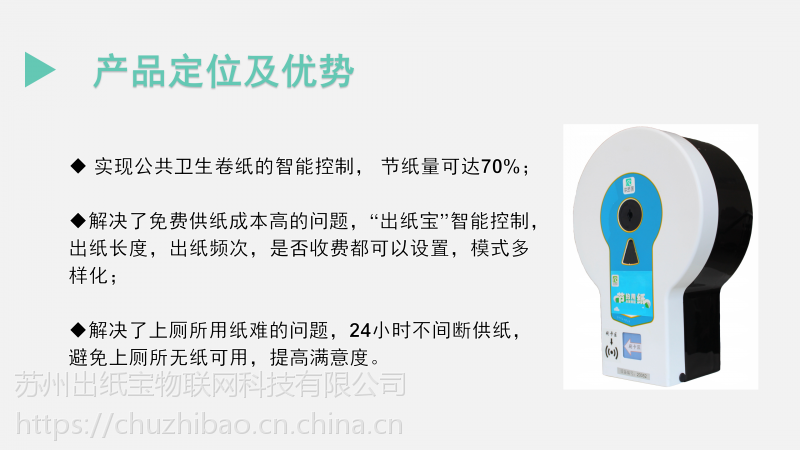 产品定位及优势
◆ 实现公共卫生卷纸的智能控制， 节纸量可达70%；
◆解决了免费供纸成本高的问题，“出纸宝”智能控制，
出纸长度，出纸频次，是否收费都可以设置，模式多
样化；
◆解决了上厕所用纸难的问题，24小时不间断供纸，
避免上厕所无纸可用，提高满意度。
苏州出纸宝物联网科技有限公司
https://chuzhibao.cn.china.cn